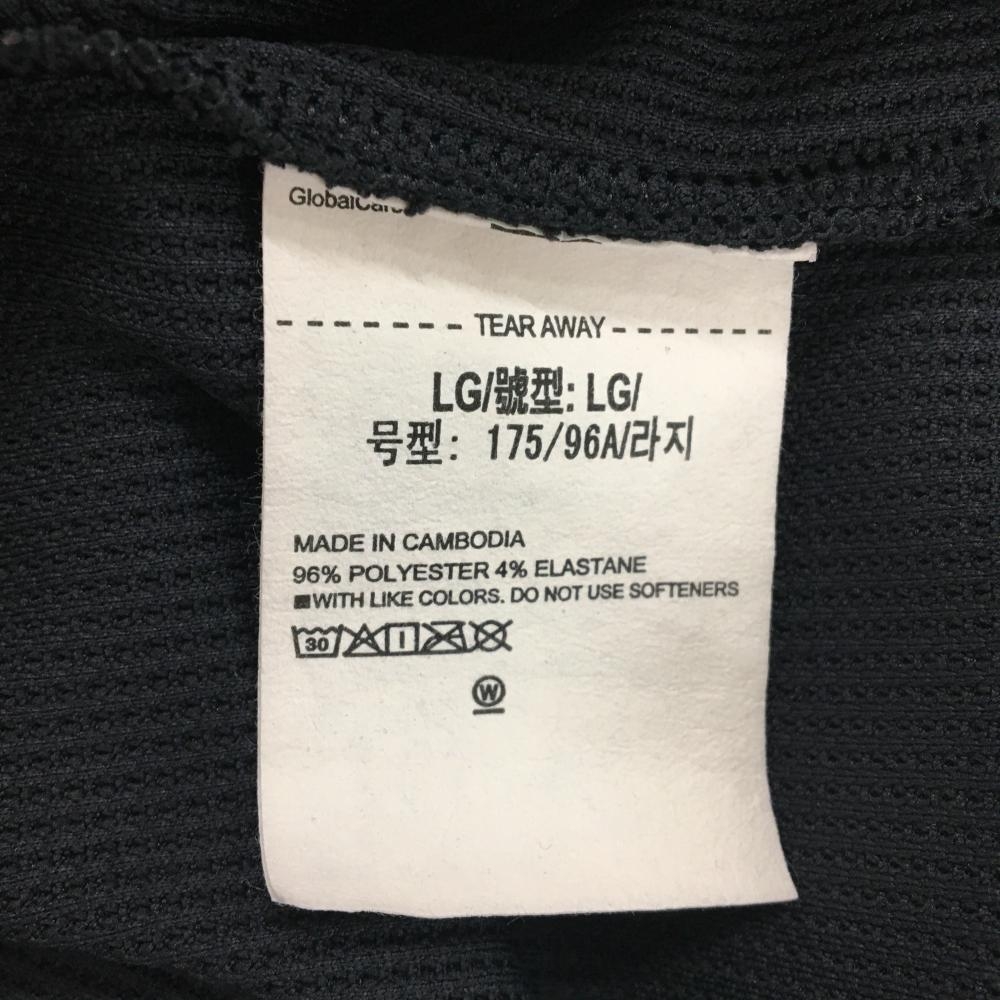 TEAR AWAY
LG/號型: LG/
号型: 175/96A/라지
MADE IN CAMBODIA
96% POLYESTER 4% ELASTANE
WITH LIKE COLORS. DO NOT USE SOFTENERS
30
W